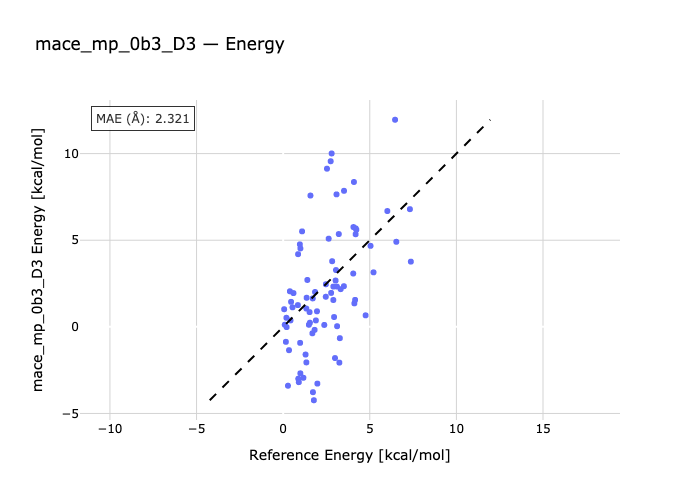 mace_mp_0b3_D3 — Energy
MAE (Å): 2.321
mace_mp_0b3_D3 Energy [kcal/mol]
10
5
0
−5
−10
−5
0
5
10
15
Reference Energy [kcal/mol]